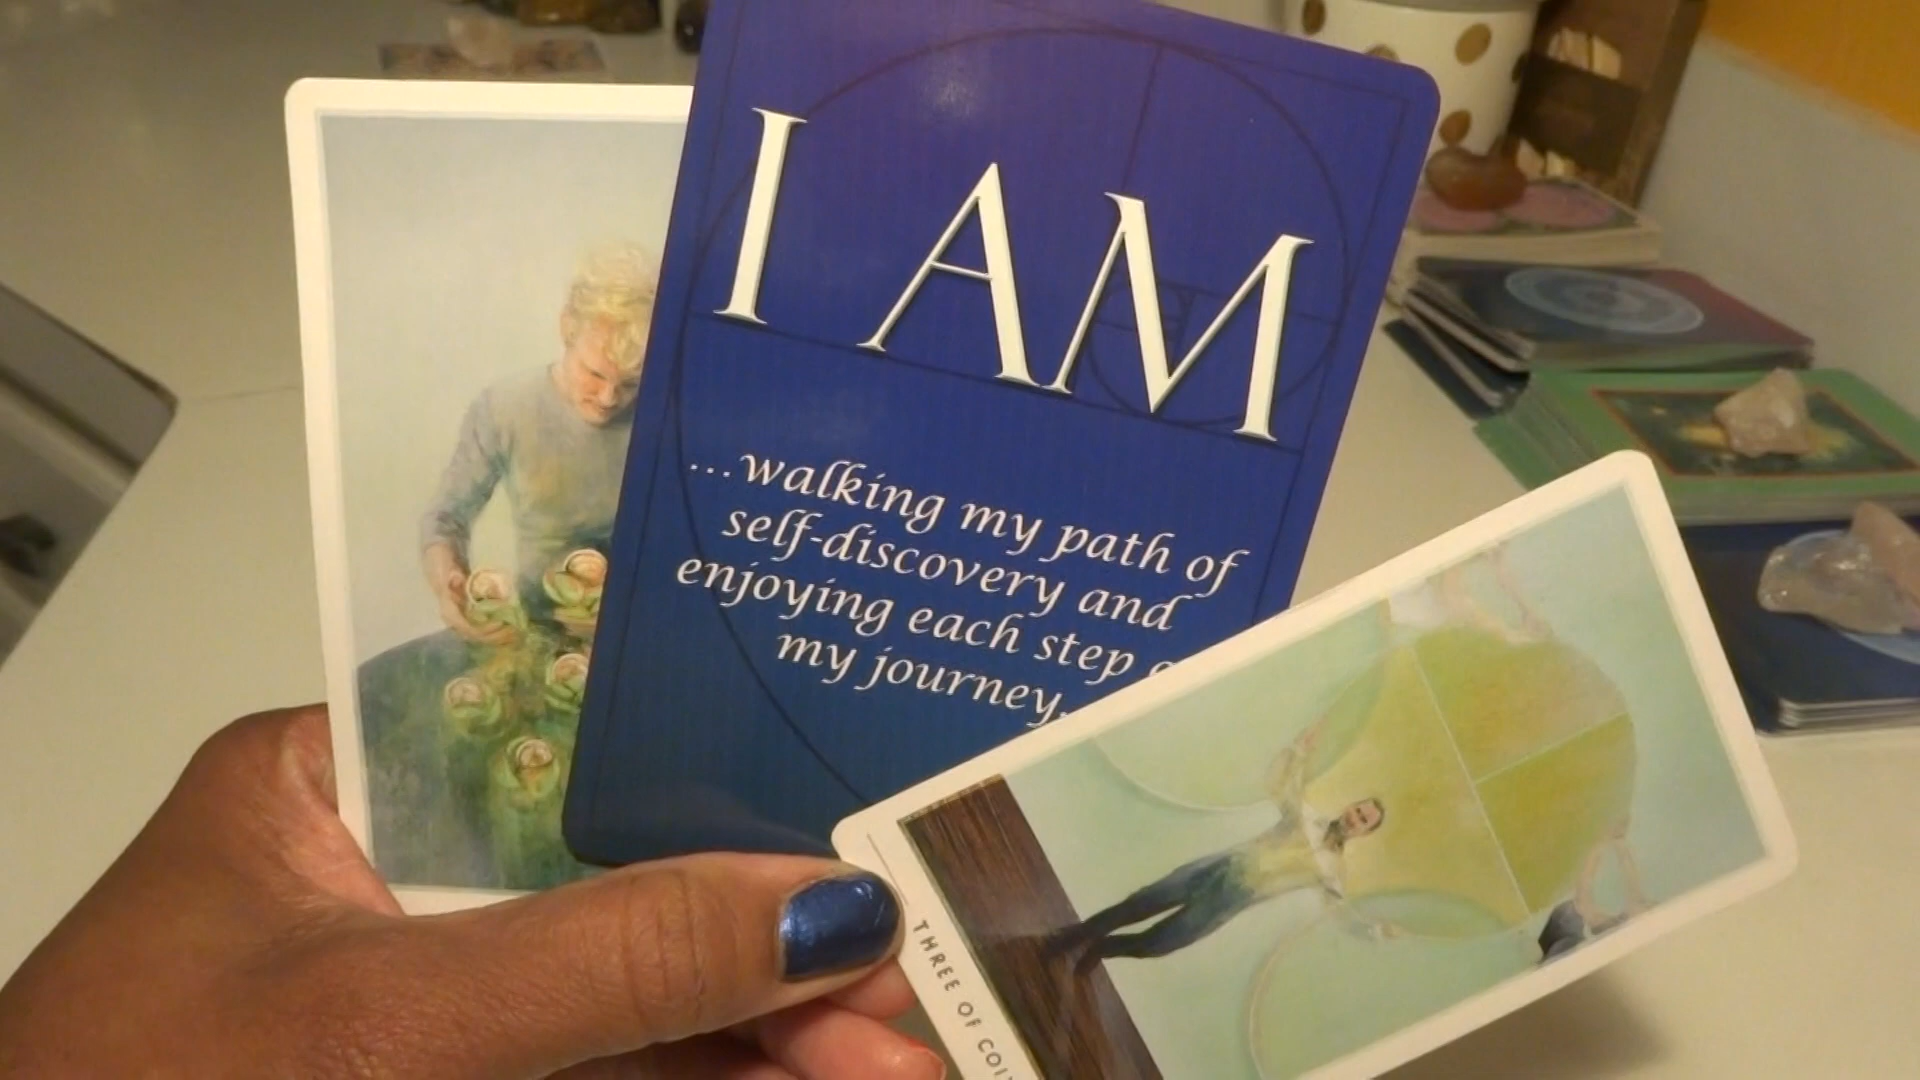 I AM
...walking my path of
self-discovery and
enjoying each step
my journey.
THREE OF